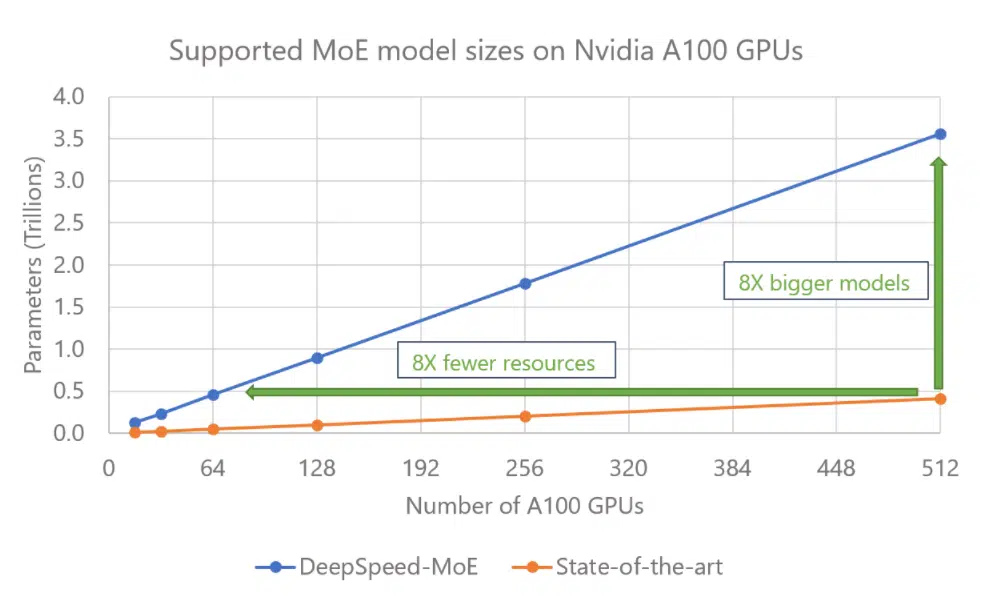 Supported MoE model sizes on Nvidia A100 GPUs
Parameters (Trillions)
4.0
3.5
3.0
2.5
2.0
1.5
1.0
0.5
0.0
8X bigger models
8X fewer resources
0 64 128 192 256 320 384 448 512
Number of A100 GPUs
DeepSpeed-MoE State-of-the-art